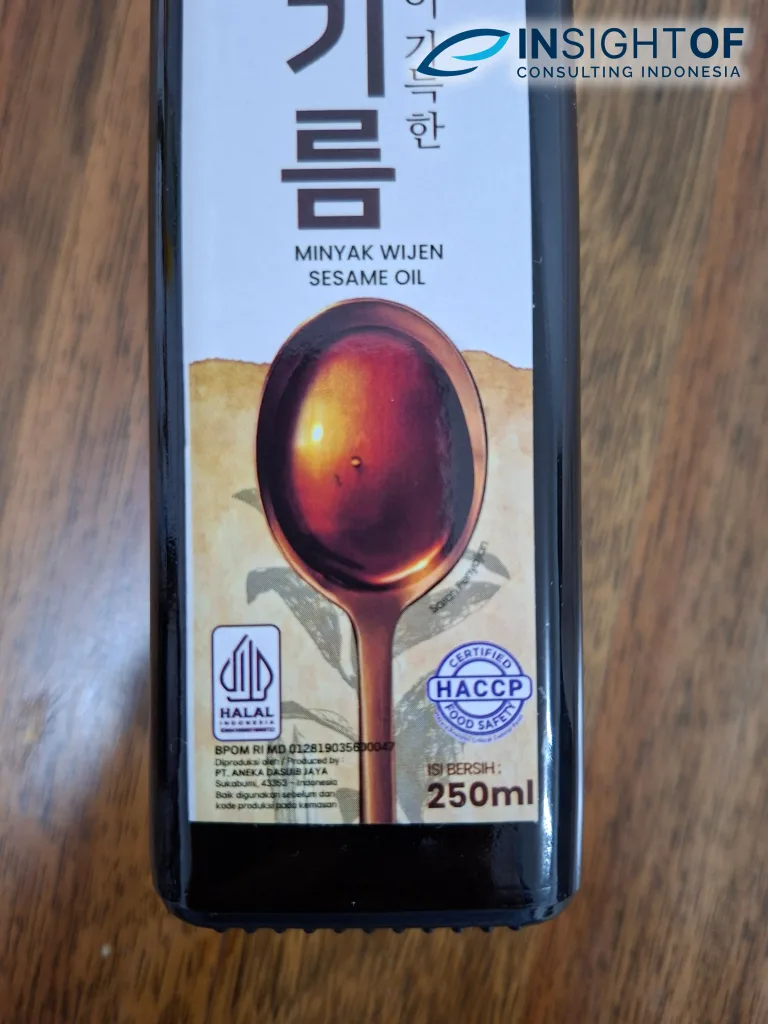 INSIGHTOF
CONSULTING INDONESIA
기름
가득한
MINYAK WIJEN
SESAME OIL
Saran Penyajian
HALAL
INDONESIA
CERTIFIED
HACCP
FOOD SAFETY
BPOM RI MD 012819035600047
Diproduksi oleh / Produced by :
PT. ANEKA DASUIB JAYA
Sukabumi, 43353 - Indonesia
Baik digunakan sebelum dan
kode produksi pada kemasan
ISI BERSIH :
250ml